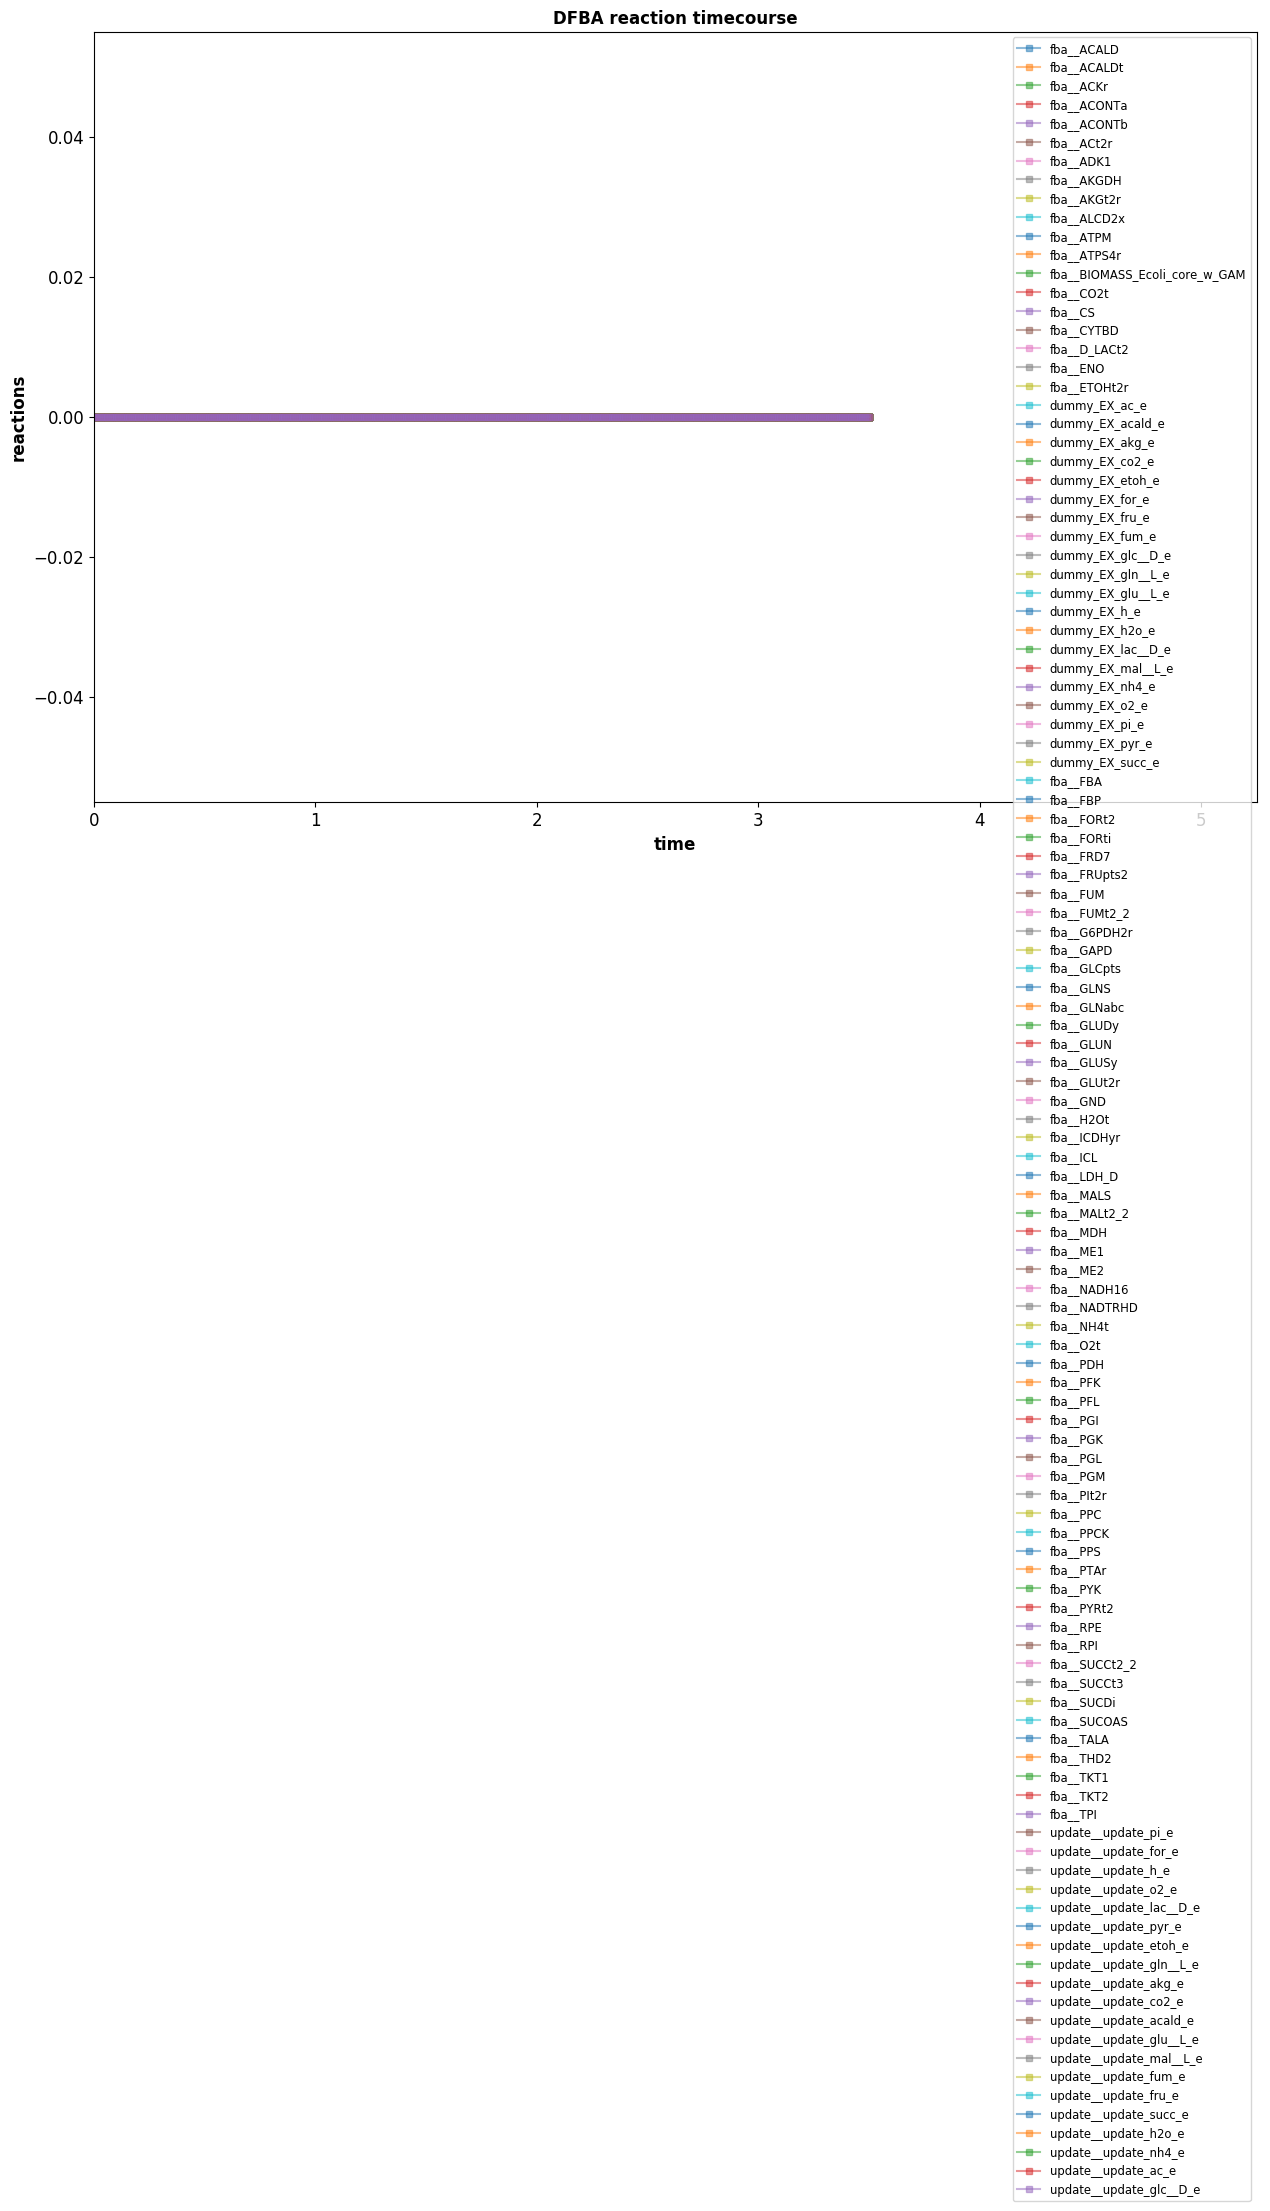 DFBA reaction timecourse
reactions
0.04
0.02
0.00
−0.02
−0.04
0
1
2
3
4
5
time
fba__ACALD
fba__ACALDt
fba__ACKr
fba__ACONTa
fba__ACONTb
fba__ACt2r
fba__ADK1
fba__AKGDH
fba__AKGt2r
fba__ALCD2x
fba__ATPM
fba__ATPS4r
fba__BIOMASS_Ecoli_core_w_GAM
fba__CO2t
fba__CS
fba__CYTBD
fba__D_LACt2
fba__ENO
fba__ETOHt2r
dummy_EX_ac_e
dummy_EX_acald_e
dummy_EX_akg_e
dummy_EX_co2_e
dummy_EX_etoh_e
dummy_EX_for_e
dummy_EX_fru_e
dummy_EX_fum_e
dummy_EX_glc__D_e
dummy_EX_gln__L_e
dummy_EX_glu__L_e
dummy_EX_h_e
dummy_EX_h2o_e
dummy_EX_lac__D_e
dummy_EX_mal__L_e
dummy_EX_nh4_e
dummy_EX_o2_e
dummy_EX_pi_e
dummy_EX_pyr_e
dummy_EX_succ_e
fba__FBA
fba__FBP
fba__FORt2
fba__FORti
fba__FRD7
fba__FRUpts2
fba__FUM
fba__FUMt2_2
fba__G6PDH2r
fba__GAPD
fba__GLCpts
fba__GLNS
fba__GLNabc
fba__GLUDy
fba__GLUN
fba__GLUSy
fba__GLUt2r
fba__GND
fba__H2Ot
fba__ICDHyr
fba__ICL
fba__LDH_D
fba__MALS
fba__MALt2_2
fba__MDH
fba__ME1
fba__ME2
fba__NADH16
fba__NADTRHD
fba__NH4t
fba__O2t
fba__PDH
fba__PFK
fba__PFL
fba__PGI
fba__PGK
fba__PGL
fba__PGM
fba__PIt2r
fba__PPC
fba__PPCK
fba__PPS
fba__PTAr
fba__PYK
fba__PYRt2
fba__RPE
fba__RPI
fba__SUCCt2_2
fba__SUCCt3
fba__SUCDi
fba__SUCOAS
fba__TALA
fba__THD2
fba__TKT1
fba__TKT2
fba__TPI
update__update_pi_e
update__update_for_e
update__update_h_e
update__update_o2_e
update__update_lac__D_e
update__update_pyr_e
update__update_etoh_e
update__update_gln__L_e
update__update_akg_e
update__update_co2_e
update__update_acald_e
update__update_glu__L_e
update__update_mal__L_e
update__update_fum_e
update__update_fru_e
update__update_succ_e
update__update_h2o_e
update__update_nh4_e
update__update_ac_e
update__update_glc__D_e